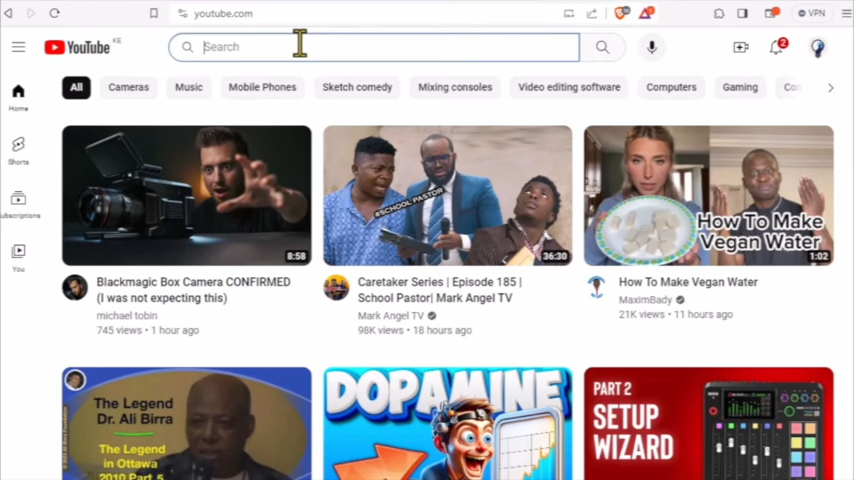 youtube.com
VPN
YouTube KE
Search
2
All
Cameras
Music
Mobile Phones
Sketch comedy
Mixing consoles
Video editing software
Computers
Gaming
Home
Shorts
ubscriptions
You
8:58
Blackmagic Box Camera CONFIRMED
(I was not expecting this)
michael tobin
745 views • 1 hour ago
#SCHOOL PASTOR
36:30
Caretaker Series | Episode 185 |
School Pastor| Mark Angel TV
Mark Angel TV
98K views • 18 hours ago
How To Make
Vegan Water
1:02
How To Make Vegan Water
MaximBady
21K views • 11 hours ago
The Legend
Dr. Ali Birra
The Legend
in Ottawa
2010 Part 5
DOPAMINE
PART 2
SETUP
WIZARD